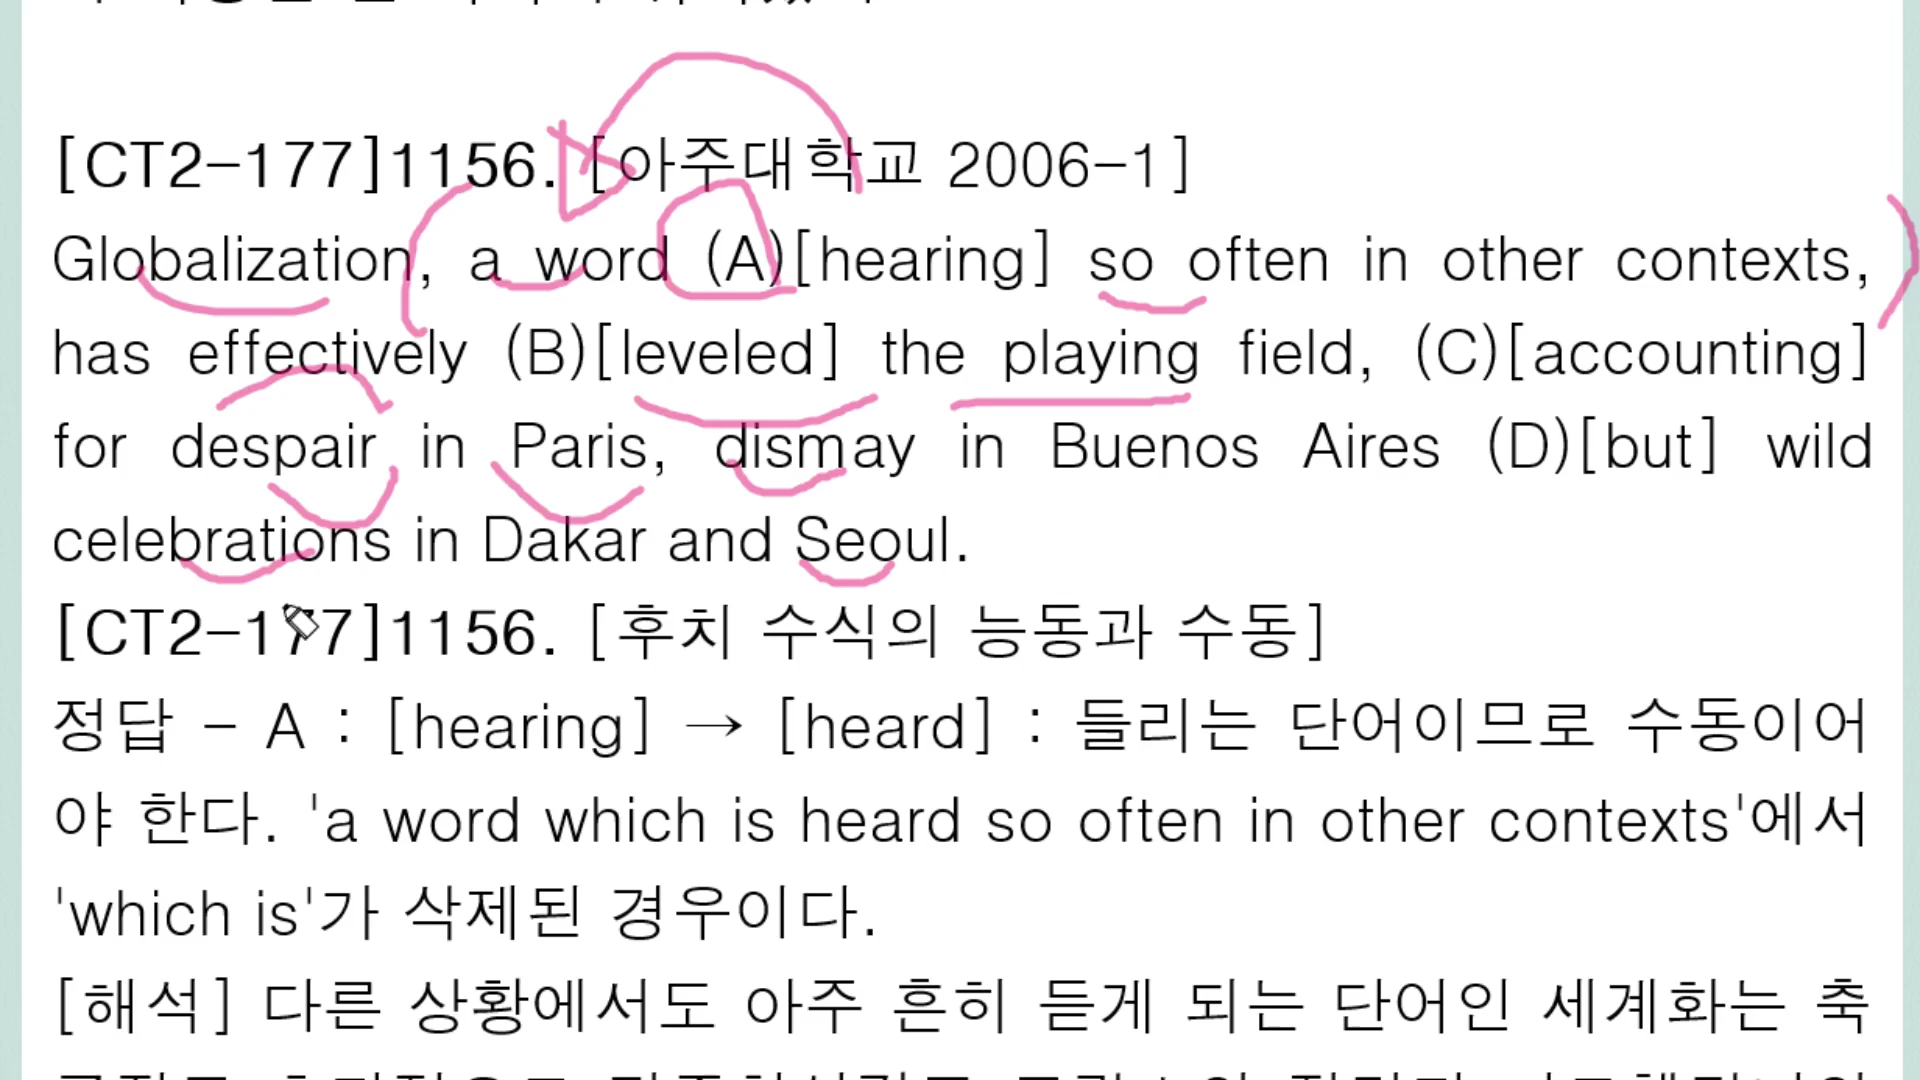 [CT2-177]1156. [아주대학교 2006-1]
Globalization, a word (A)[hearing] so often in other contexts,
has effectively (B)[leveled] the playing field, (C)[accounting]
for despair in Paris, dismay in Buenos Aires (D)[but] wild
celebrations in Dakar and Seoul.
[CT2-177]1156. [후치 수식의 능동과 수동]
정답 - A : [hearing] → [heard] : 들리는 단어이므로 수동이어
야 한다. 'a word which is heard so often in other contexts'에서
'which is'가 삭제된 경우이다.
[해석] 다른 상황에서도 아주 흔히 듣게 되는 단어인 세계화는 축